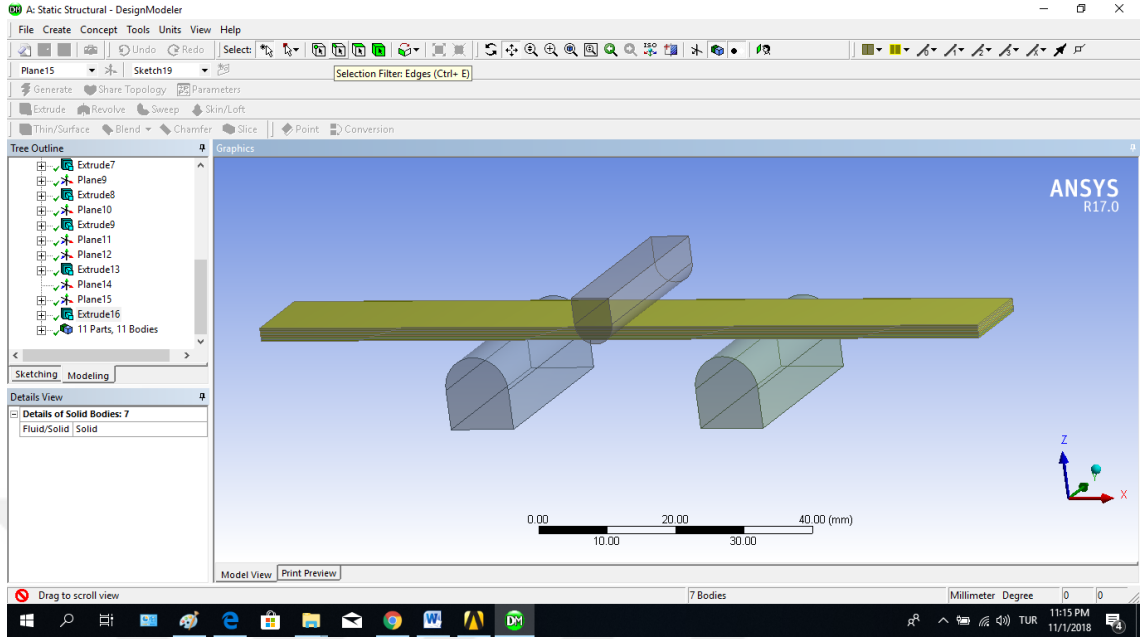 A: Static Structural - DesignModeler
File Create Concept Tools Units View Help
Undo Redo Select:
Plane15 Sketch19
Selection Filter: Edges (Ctrl+ E)
Generate Share Topology Parameters
Extrude Revolve Sweep Skin/Loft
Thin/Surface Blend Chamfer Slice Point Conversion
Tree Outline
Graphics
Extrude7
Plane9
Extrude8
Plane10
Extrude9
Plane11
Plane12
Extrude13
Plane14
Plane15
Extrude16
11 Parts, 11 Bodies
Sketching Modeling
Details View
Details of Solid Bodies: 7
Fluid/Solid Solid
ANSYS
R17.0
Z
Y
X
0.00 20.00 40.00 (mm)
10.00 30.00
Model View Print Preview
Drag to scroll view 7 Bodies Millimeter Degree 0 0
TUR
11:15 PM
11/1/2018
4